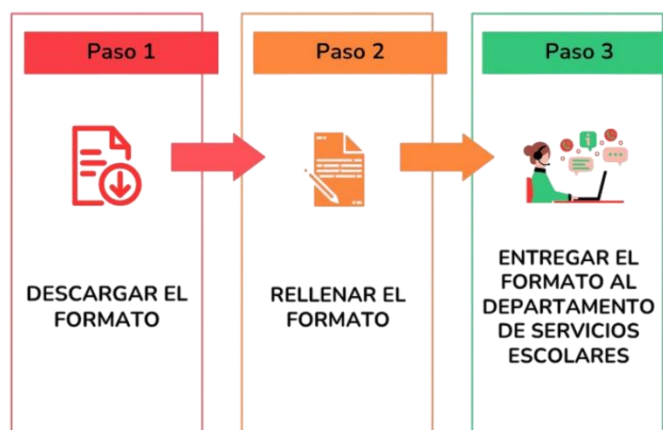 Paso 1
DESCARGAR EL
FORMATO
Paso 2
RELLENAR EL
FORMATO
Paso 3
ENTREGAR EL
FORMATO AL
DEPARTAMENTO
DE SERVICIOS
ESCOLARES